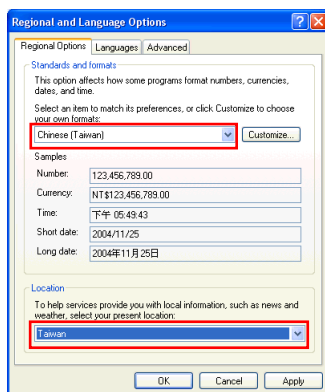 Regional and Language Options
Regional Options Languages Advanced
Standards and formats
This option affects how some programs format numbers, currencies,
dates, and time.
Select an item to match its preferences, or click Customize to choose
your own formats:
Chinese (Taiwan) Customize...
Samples
Number: 123,456,789.00
Currency: NT$123,456,789.00
Time: 下午 05:49:43
Short date: 2004/11/25
Long date: 2004年11月25日
Location
To help services provide you with local information, such as news and
weather, select your present location:
Taiwan
OK Cancel Apply